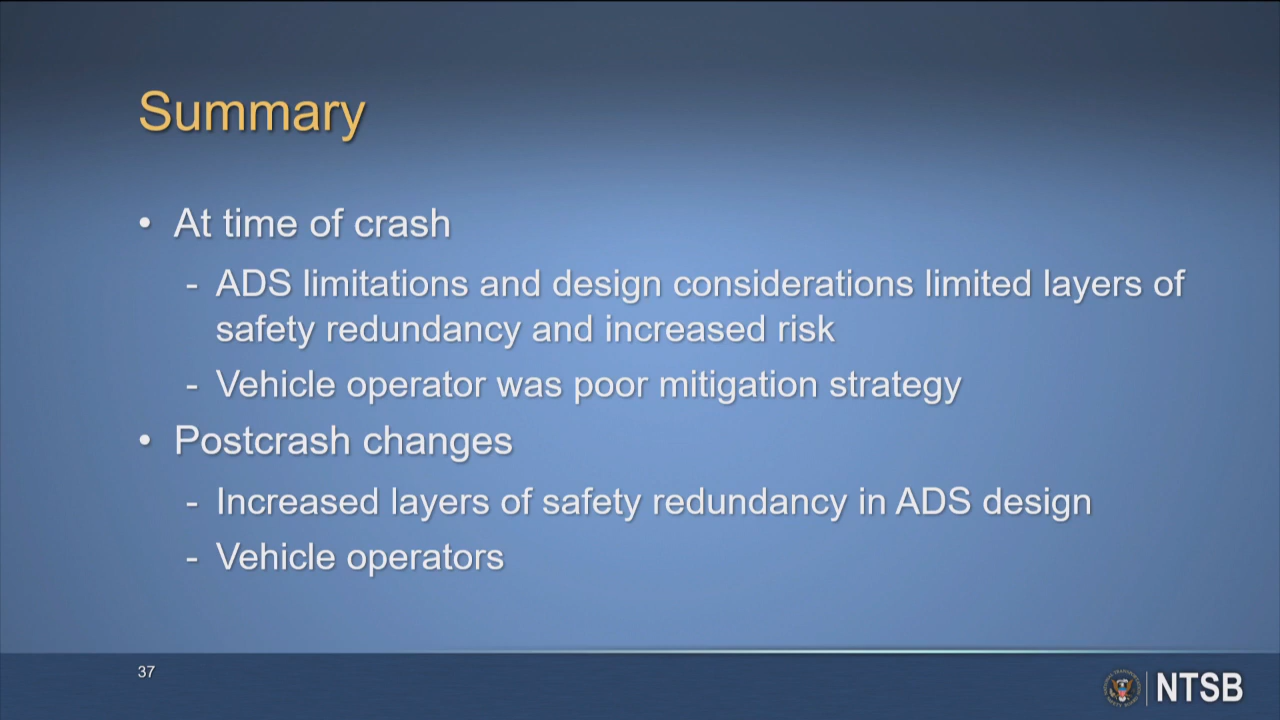 Summary
• At time of crash
- ADS limitations and design considerations limited layers of
safety redundancy and increased risk
- Vehicle operator was poor mitigation strategy
• Postcrash changes
- Increased layers of safety redundancy in ADS design
- Vehicle operators
37
NTSB